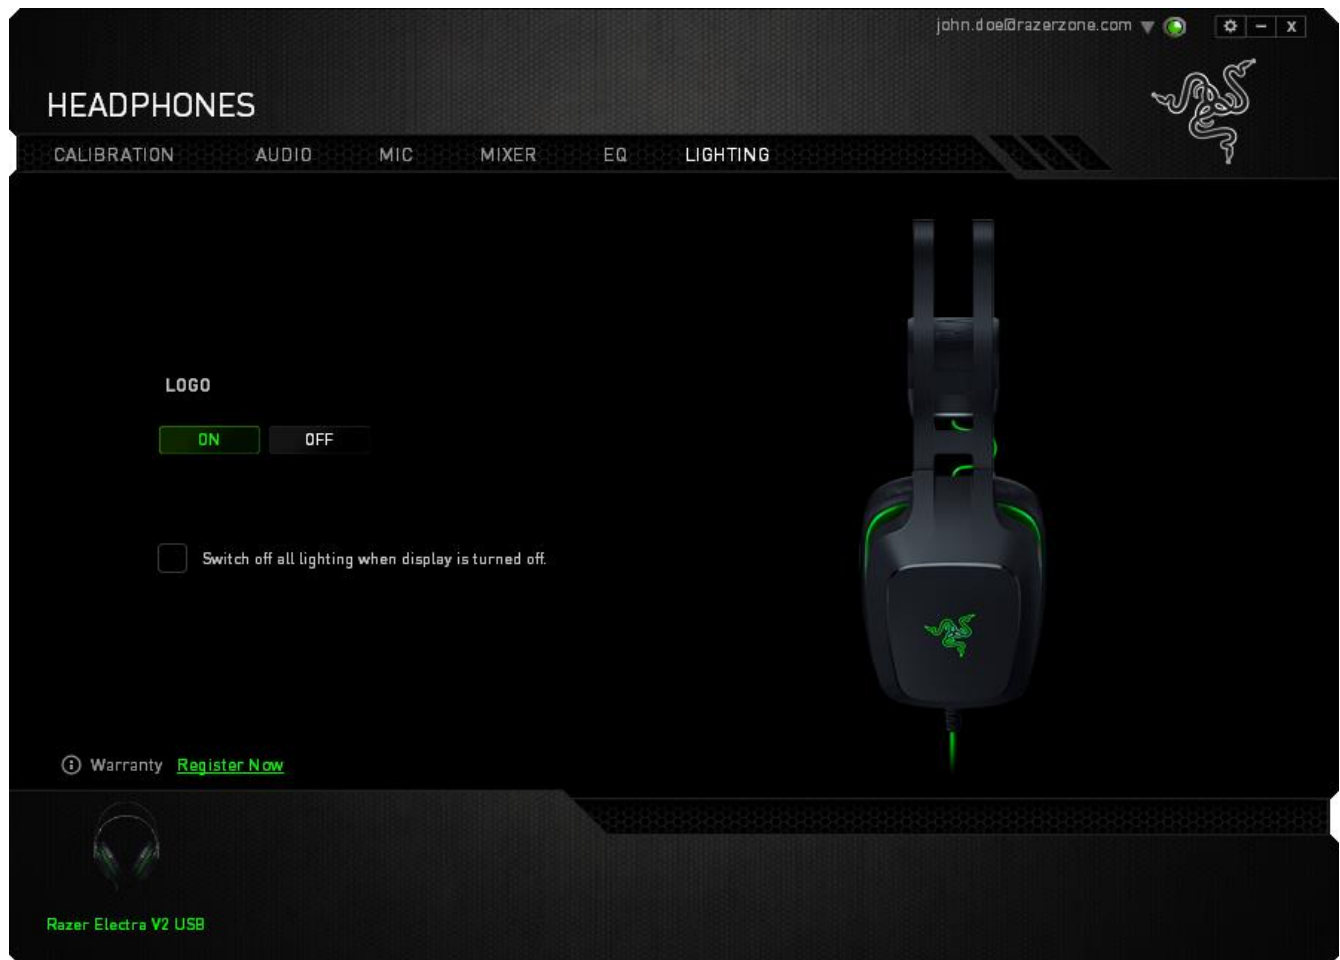 john.doe@razerzone.com
X
HEADPHONES
CALIBRATION AUDIO MIC MIXER EQ LIGHTING
LOGO
ON OFF
Switch off all lighting when display is turned off.
Warranty Register Now
Razer Electra V2 USB